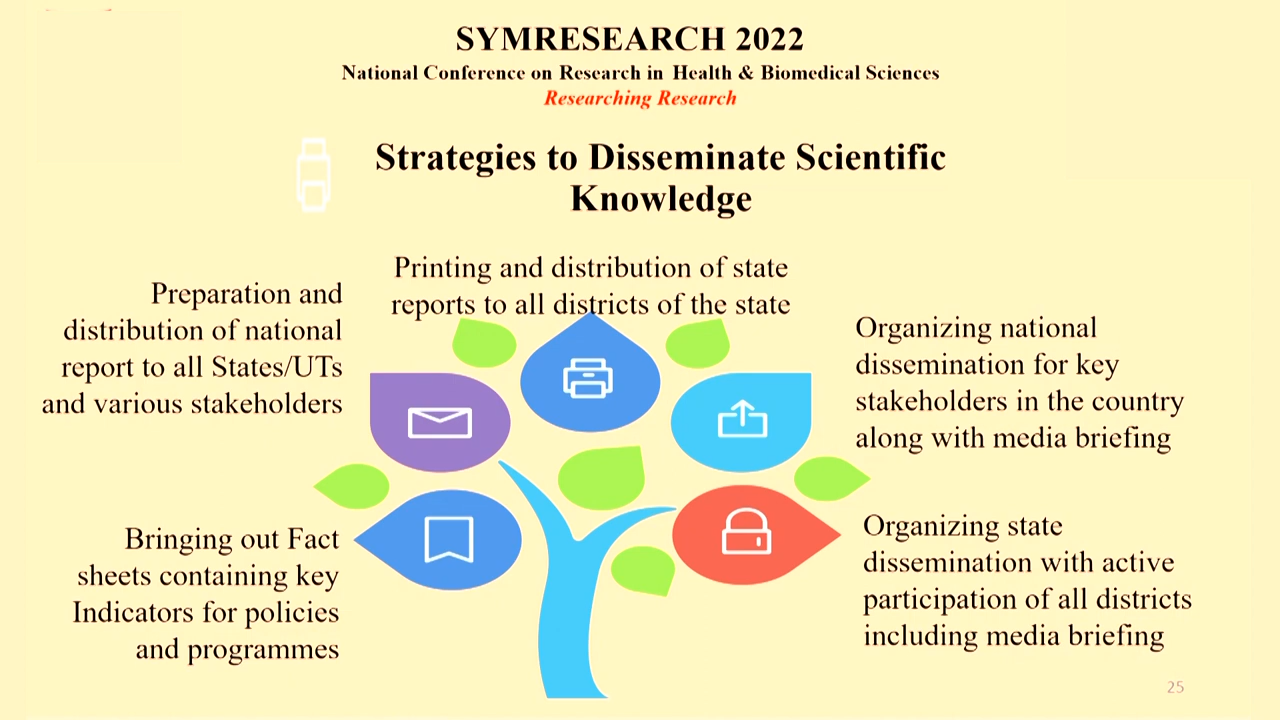 SYMRESEARCH 2022
National Conference on Research in Health & Biomedical Sciences
Researching Research
Strategies to Disseminate Scientific
Knowledge
Printing and distribution of state
reports to all districts of the state
Preparation and
distribution of national
report to all States/UTs
and various stakeholders
Organizing national
dissemination for key
stakeholders in the country
along with media briefing
Bringing out Fact
sheets containing key
Indicators for policies
and programmes
Organizing state
dissemination with active
participation of all districts
including media briefing
25